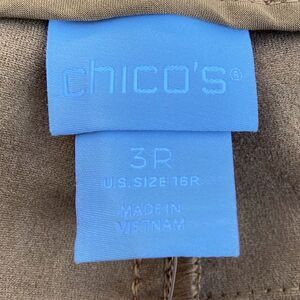 chico's®
3R
U.S. SIZE 16R
MADE IN
VIETNAM